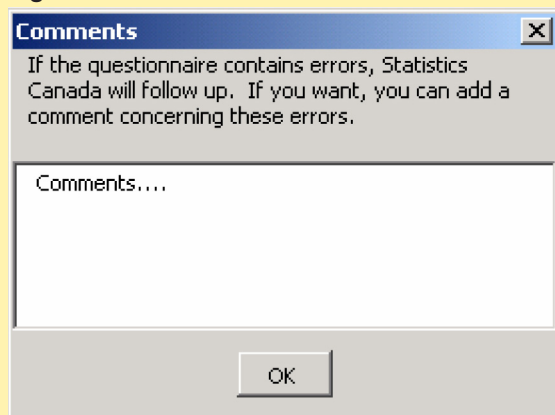 Comments
If the questionnaire contains errors, Statistics
Canada will follow up.  If you want, you can add a
comment concerning these errors.
Comments....
OK